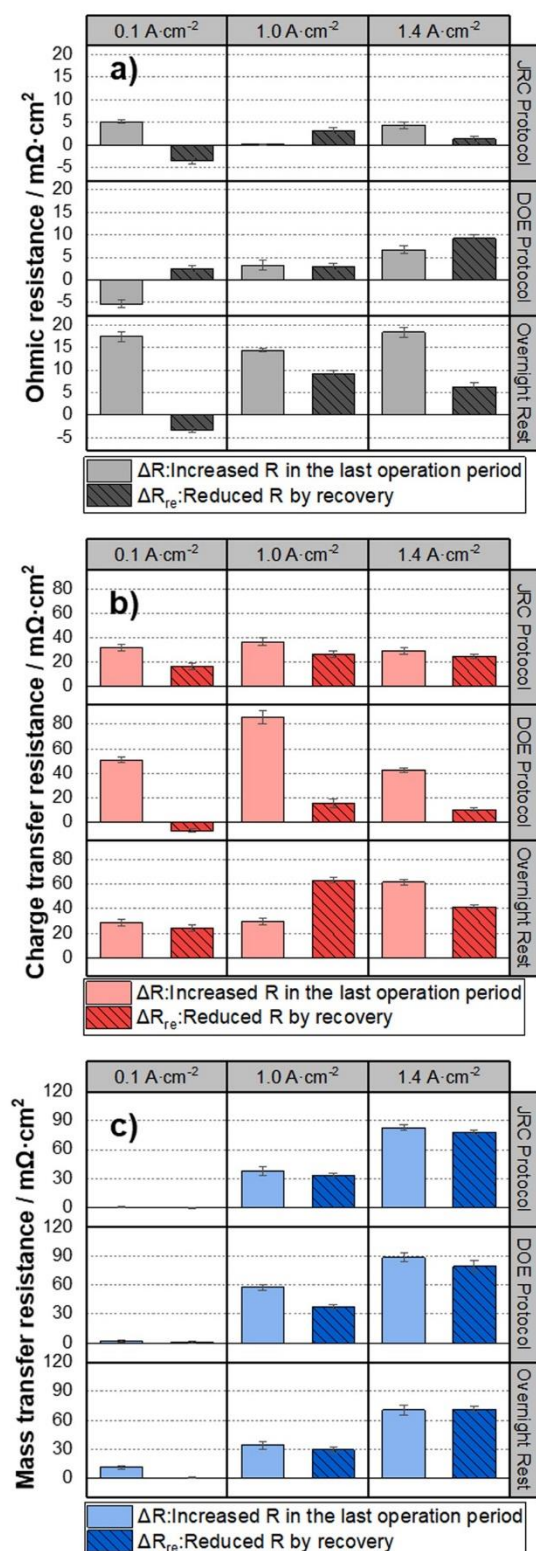 0.1 A·cm-2 1.0 A·cm-2 1.4 A·cm-2
a)
Ohmic resistance / mΩ·cm2
20
15
10
5
0
-5
JRC Protocol
20
15
10
5
0
-5
DOE Protocol
20
15
10
5
0
-5
Overnight Rest
ΔR:Increased R in the last operation period
ΔRre:Reduced R by recovery
0.1 A·cm-2 1.0 A·cm-2 1.4 A·cm-2
b)
Charge transfer resistance / mΩ·cm2
80
60
40
20
0
JRC Protocol
80
60
40
20
0
DOE Protocol
80
60
40
20
0
Overnight Rest
ΔR:Increased R in the last operation period
ΔRre:Reduced R by recovery
0.1 A·cm-2 1.0 A·cm-2 1.4 A·cm-2
c)
Mass transfer resistance / mΩ·cm2
120
90
60
30
0
JRC Protocol
120
90
60
30
0
DOE Protocol
120
90
60
30
0
Overnight Rest
ΔR:Increased R in the last operation period
ΔRre:Reduced R by recovery